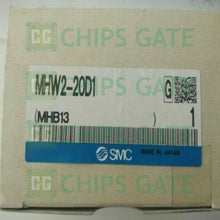 CG CHIPS GATE
MHW2-20D1
G
(MHB13 ) 1
SMC
MADE IN JAPAN
CG CHIPS GATE